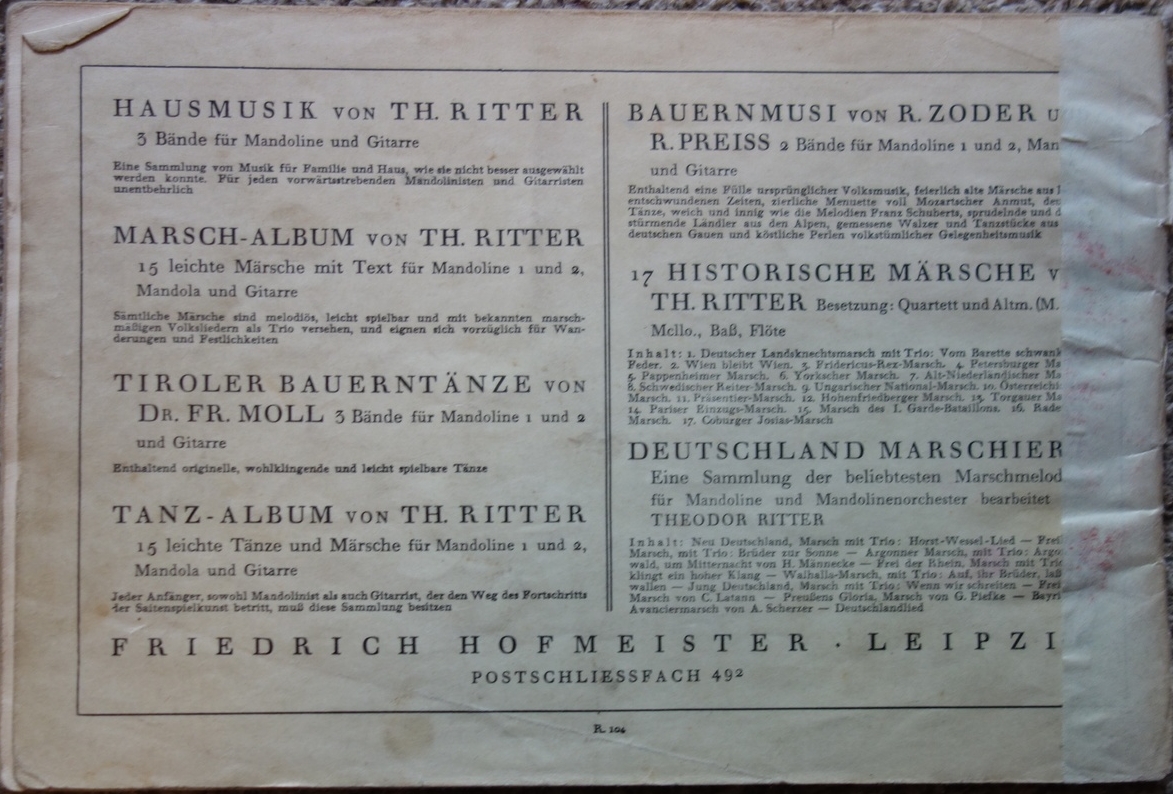 HAUSMUSIK VON TH. RITTER
3 Bände für Mandoline und Gitarre
Eine Sammlung von Musik für Familie und Haus, wie sie nicht besser ausgewählt
werden konnte. Für jeden vorwärtsstrebenden Mandolinisten und Gitarristen
unentbehrlich
MARSCH-ALBUM VON TH. RITTER
15 leichte Märsche mit Text für Mandoline 1 und 2,
Mandola und Gitarre
Sämtliche Märsche sind melodiös, leicht spielbar und mit bekannten marsch-
mäßigen Volksliedern als Trio versehen, und eignen sich vorzüglich für Wan-
derungen und Festlichkeiten
TIROLER BAUERNTÄNZE VON
DR. FR. MOLL 3 Bände für Mandoline 1 und 2
und Gitarre
Enthaltend originelle, wohlklingende und leicht spielbare Tänze
TANZ-ALBUM VON TH. RITTER
15 leichte Tänze und Märsche für Mandoline 1 und 2,
Mandola und Gitarre
Jeder Anfänger, sowohl Mandolinist als auch Gitarrist, der den Weg des Fortschritts
der Saitenspielkunst betritt, muß diese Sammlung besitzen
BAUERNMUSI VON R. ZODER U
R. PREISS 2 Bände für Mandoline 1 und 2, Man
und Gitarre
Enthaltend eine Fülle ursprünglicher Volksmusik, feierlich alte Märsche aus
entschwundenen Zeiten, zierliche Menuette voll Mozartscher Anmut, deu
Tänze, weich und innig wie die Melodien Franz Schuberts, sprudelnde und d
stürmende Ländler aus den Alpen, gemessene Walzer und Tanzstücke aus
deutschen Gauen und köstliche Perlen volkstümlicher Gelegenheitsmusik
17 HISTORISCHE MÄRSCHE V
TH. RITTER Besetzung: Quartett und Altm. (M.
Mcllo., Baß, Flöte
Inhalt: 1. Deutscher Landsknechtsmarsch mit Trio: Vom Barette schwank
Feder. 2. Wien bleibt Wien. 3. Fridericus-Rex-Marsch. 4. Petersburger Ma
5. Pappenheimer Marsch. 6. Yorkscher Marsch. 7. Alt-Niederländischer Ma
8. Schwedischer Reiter-Marsch. 9. Ungarischer National-Marsch. 10. Österreichi
Marsch. 11. Präsentier-Marsch. 12. Hohenfriedberger Marsch. 13. Torgauer Ma
14. Pariser Einzugs-Marsch. 15. Marsch des I. Garde-Bataillons. 16. Rade
Marsch. 17. Coburger Josias-Marsch
DEUTSCHLAND MARSCHIER
Eine Sammlung der beliebtesten Marschmelod
für Mandoline und Mandolinenorchester bearbeitet
THEODOR RITTER
Inhalt: Neu Deutschland, Marsch mit Trio: Horst-Wessel-Lied — Frei
Marsch, mit Trio: Brüder zur Sonne — Argonner Marsch, mit Trio: Argo
wald, um Mitternacht von H. Männecke — Frei der Rhein, Marsch mit Trio
klingt ein hoher Klang — Walhalla-Marsch, mit Trio: Auf, ihr Brüder, laß
wallen — Jung Deutschland, Marsch mit Trio: Wenn wir schreiten — Frei
Marsch von C. Latann — Preußens Gloria, Marsch von G. Piefke — Bayri
Avanciermarsch von A. Scherzer — Deutschlandlied
FRIEDRICH HOFMEISTER · LEIPZI
POSTSCHLIESSFACH 492
R. 104